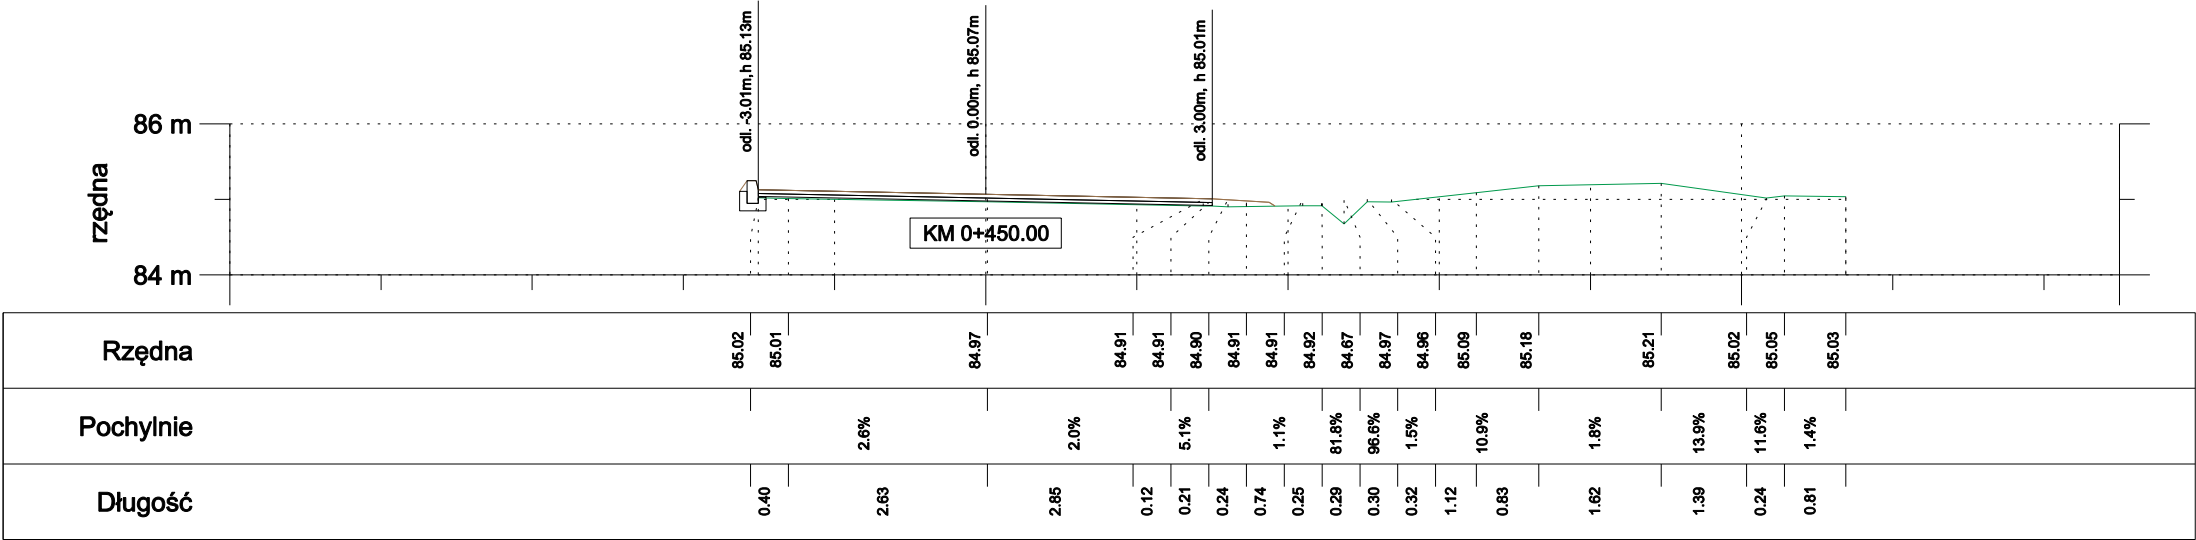 odl. -3.01m,h 85.13m
odl. 0.00m, h 85.07m
odl. 3.00m, h 85.01m
86 m
rzędna
84 m
KM 0+450.00
Rzędna 85.02 85.01 84.97 84.91 84.91 84.90 84.91 84.91 84.92 84.67 84.97 84.96 85.09 85.18 85.21 85.02 85.05 85.03
Pochylnie 2.6% 2.0% 5.1% 1.1% 81.8% 96.6% 1.5% 10.9% 1.8% 13.9% 11.6% 1.4%
Długość 0.40 2.63 2.85 0.12 0.21 0.24 0.74 0.25 0.29 0.30 0.32 1.12 0.83 1.62 1.39 0.24 0.81